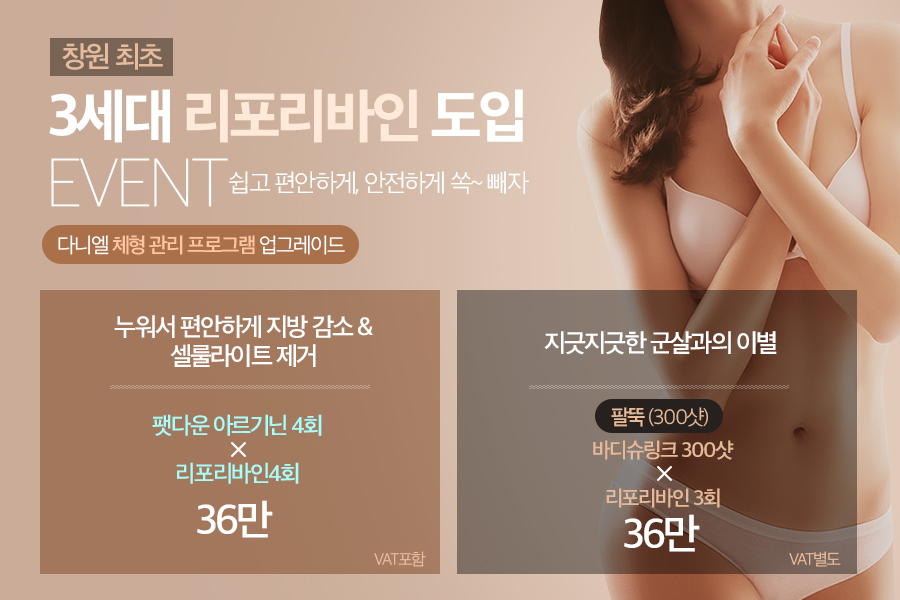 창원 최초
3세대 리포리바인 도입
EVENT 쉽고 편안하게, 안전하게 쏙~ 빼자
다니엘 체형 관리 프로그램 업그레이드
누워서 편안하게 지방 감소 &
셀룰라이트 제거
팻다운 아르기닌 4회
×
리포리바인4회
36만
VAT포함
지긋지긋한 군살과의 이별
팔뚝 (300샷)
바디슈링크 300샷
×
리포리바인 3회
36만
VAT별도